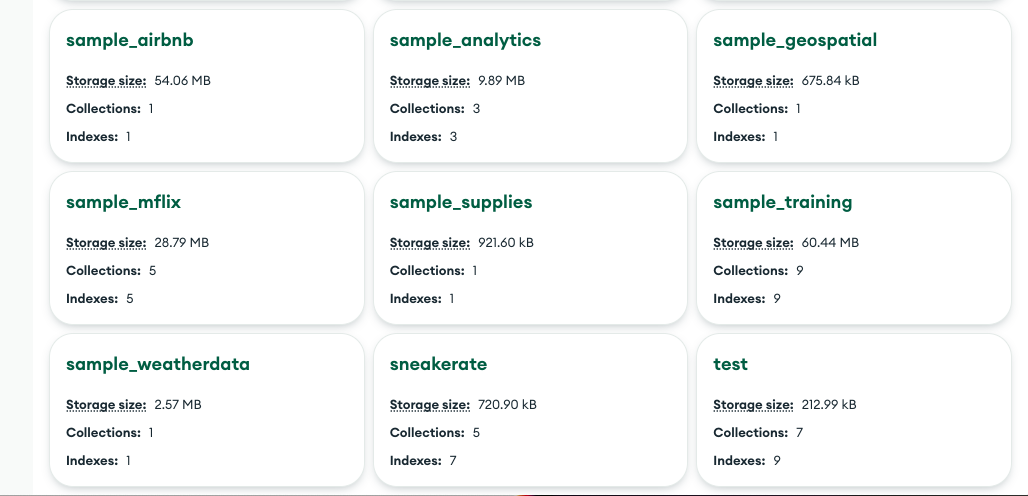 sample_airbnb
Storage size: 54.06 MB
Collections: 1
Indexes: 1
sample_analytics
Storage size: 9.89 MB
Collections: 3
Indexes: 3
sample_geospatial
Storage size: 675.84 kB
Collections: 1
Indexes: 1
sample_mflix
Storage size: 28.79 MB
Collections: 5
Indexes: 5
sample_supplies
Storage size: 921.60 kB
Collections: 1
Indexes: 1
sample_training
Storage size: 60.44 MB
Collections: 9
Indexes: 9
sample_weatherdata
Storage size: 2.57 MB
Collections: 1
Indexes: 1
sneakerate
Storage size: 720.90 kB
Collections: 5
Indexes: 7
test
Storage size: 212.99 kB
Collections: 7
Indexes: 9